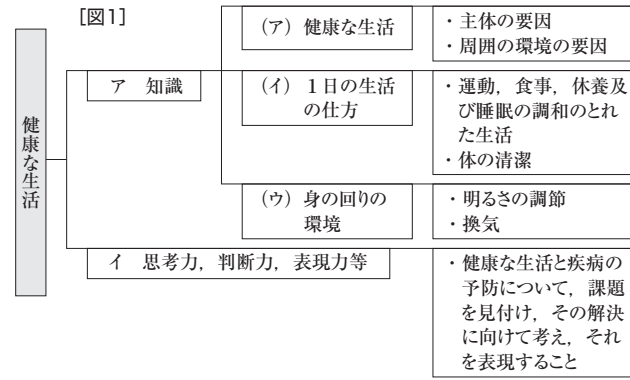 [図1]
健康な生活
ア 知識
(ア) 健康な生活
・主体の要因
・周囲の環境の要因
(イ) 1日の生活
の仕方
・運動，食事，休養及
び睡眠の調和のとれ
た生活
・体の清潔
(ウ) 身の回りの
環境
・明るさの調節
・換気
イ 思考力，判断力，表現力等
・健康な生活と疾病の
予防について，課題
を見付け，その解決
に向けて考え，それ
を表現すること